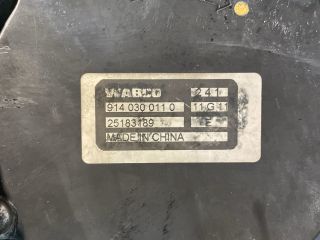 WABCO 241
914 030 011 0 11.G.11
25183189
MADE IN CHINA